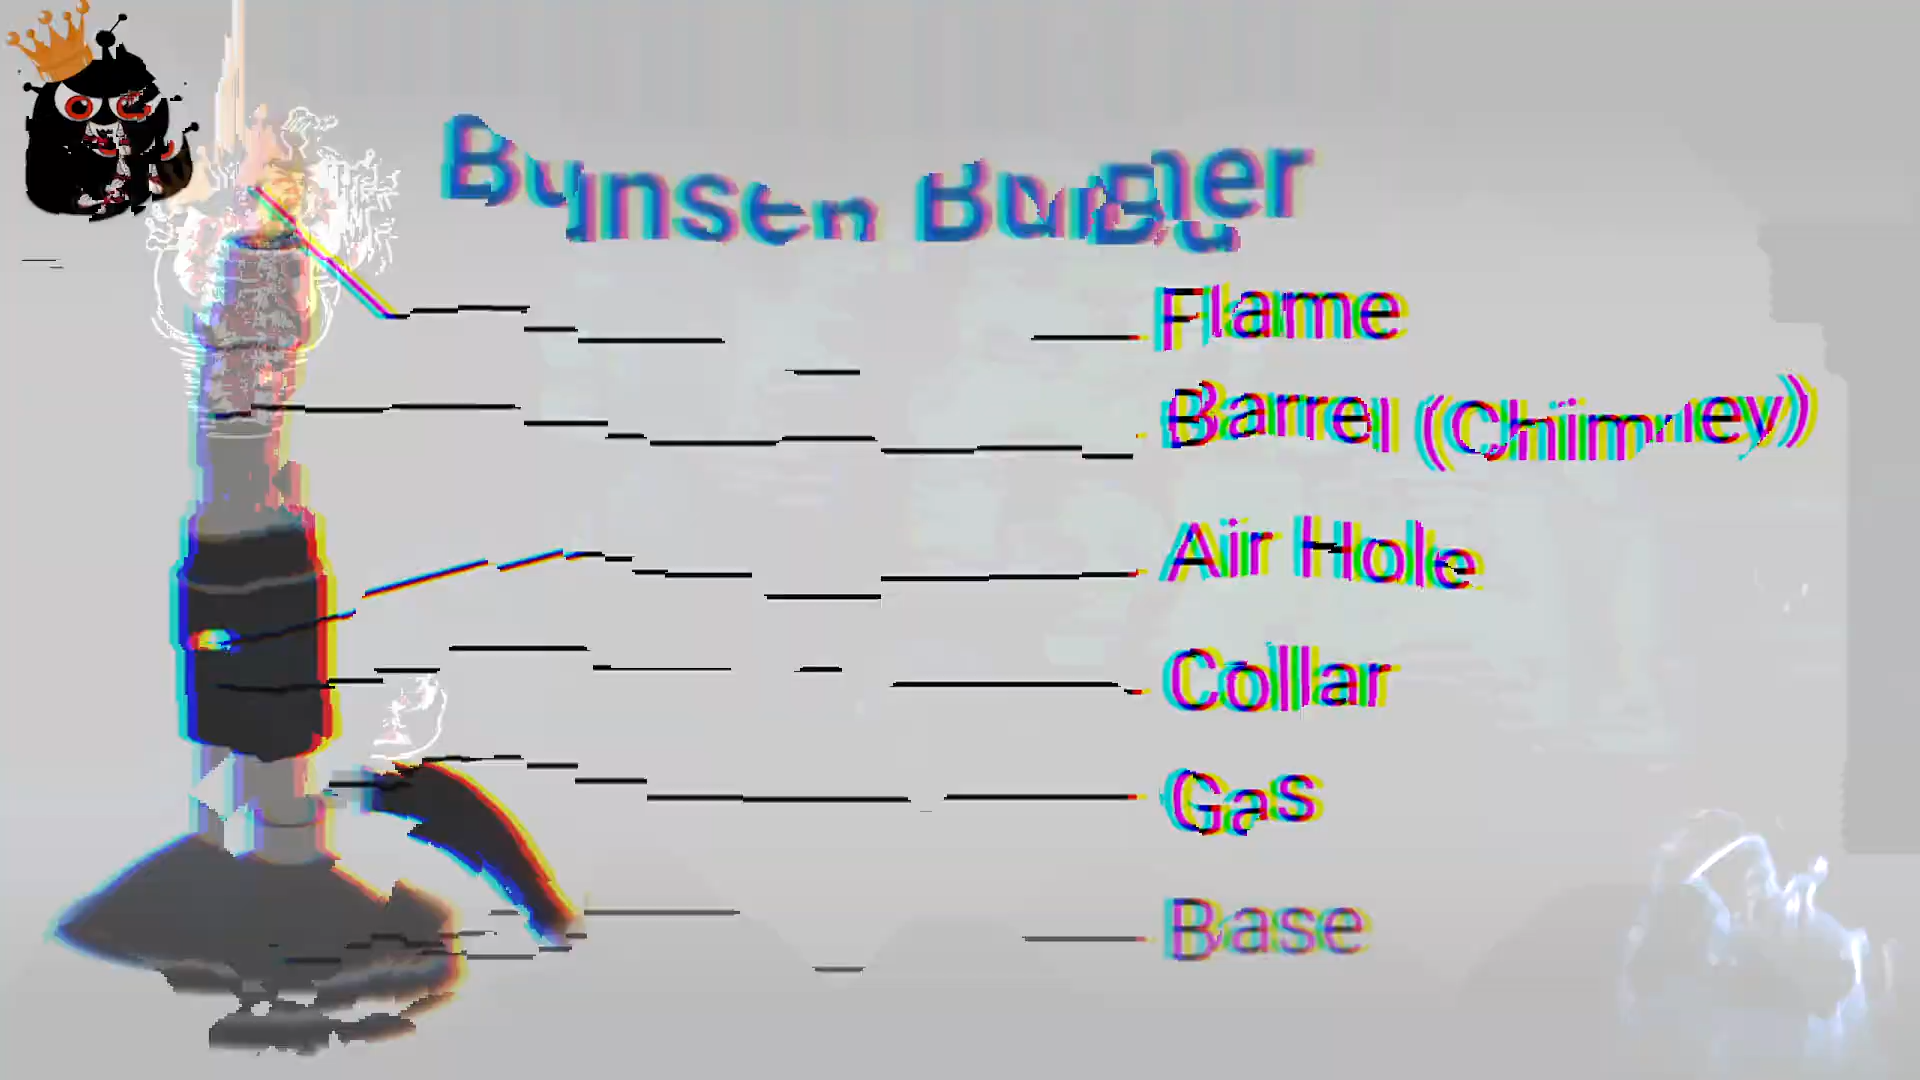 Bunsen Burner
Flame
Barrel (Chimney)
Air Hole
Collar
Gas
Base